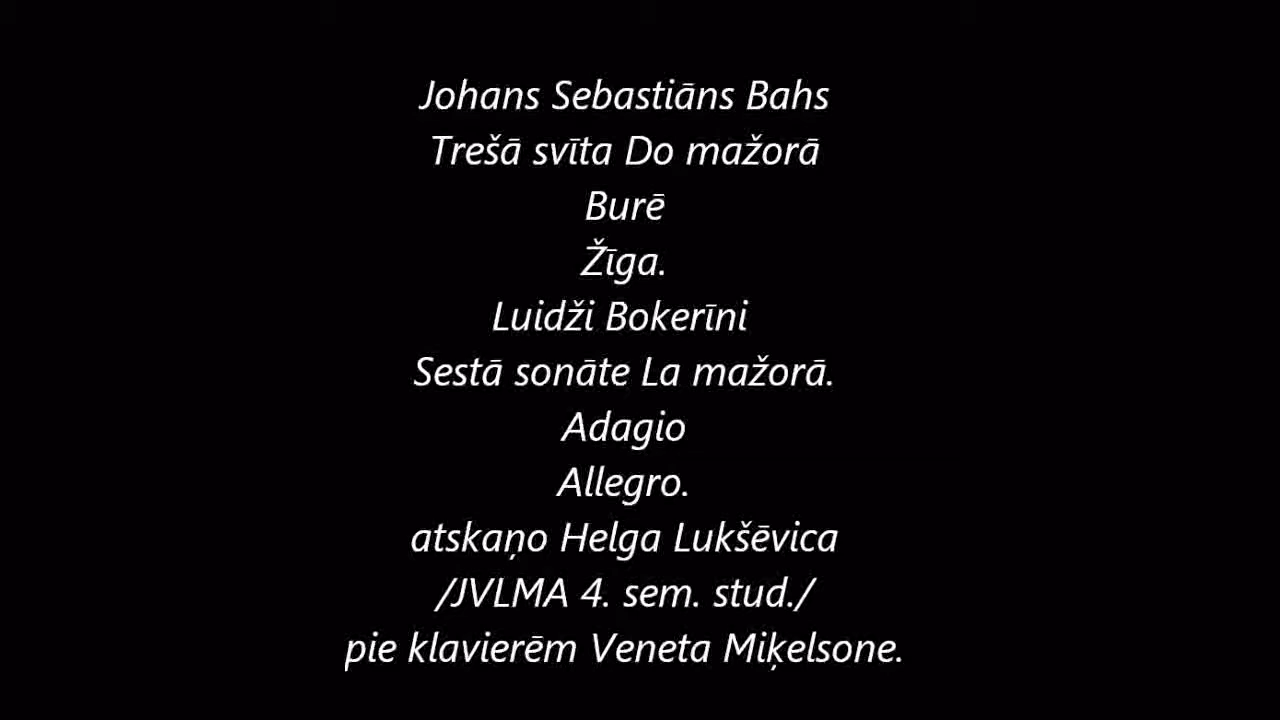 Johans Sebastiāns Bahs
Trešā svīta Do mažorā
Burē
Žīga.
Luidži Bokerīni
Sestā sonāte La mažorā.
Adagio
Allegro.
atskaņo Helga Lukšēvica
/JVLMA 4. sem. stud./
pie klavierēm Veneta Miķelsone.